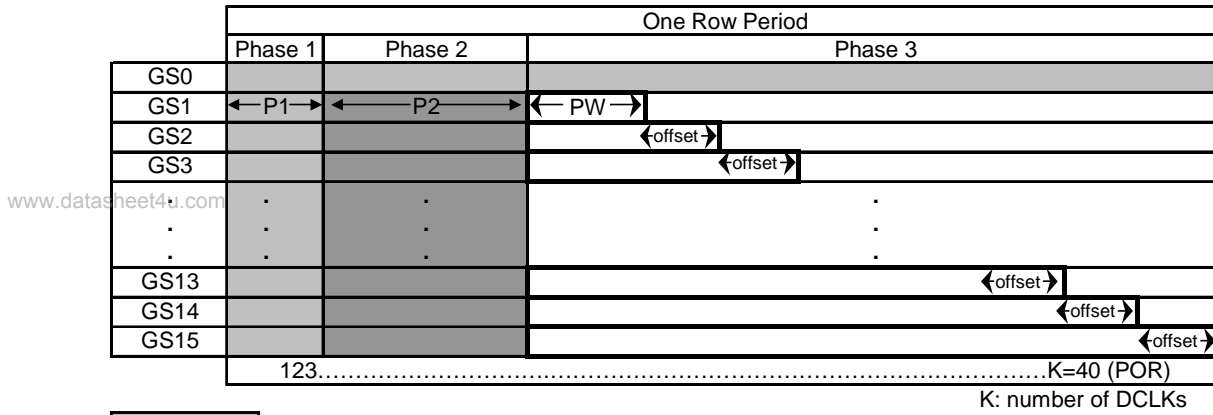 One Row Period
Phase 1 Phase 2 Phase 3
GS0
GS1 P1 P2 PW
GS2 offset
GS3 offset
www.datasheet4u.com . . .
. . .
. . .
GS13 offset
GS14 offset
GS15 offset
123……………………………………………………………………………………K=40 (POR)
K: number of DCLKs